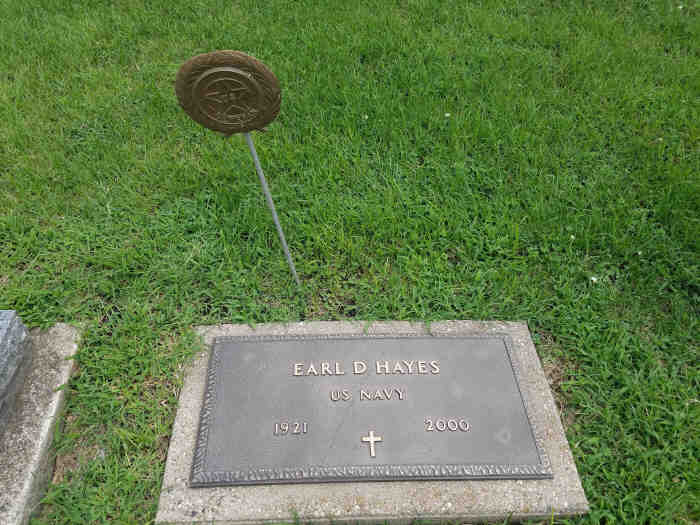 EARL D HAYES
US NAVY
1921 2000